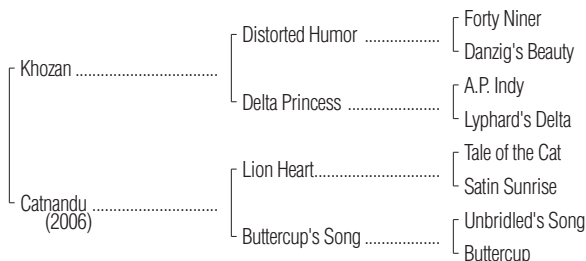 Forty Niner
Distorted Humor ..................
Danzig's Beauty
Khozan ..................................
A.P. Indy
Delta Princess ......................
Lyphard's Delta
Tale of the Cat
Lion Heart..............................
Satin Sunrise
Catnandu ..............................
(2006)
Unbridled's Song
Buttercup's Song ..................
Buttercup